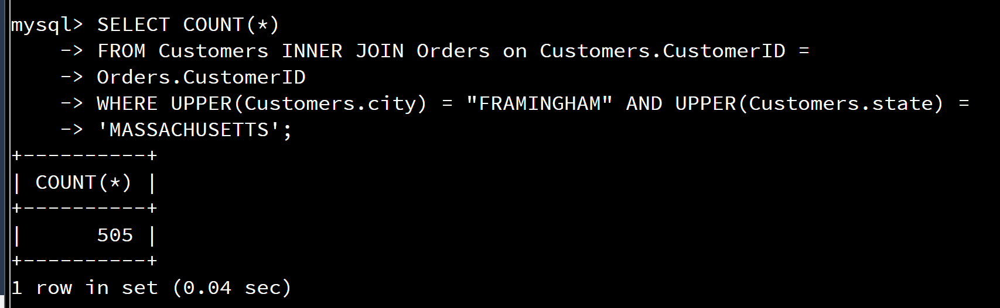 mysql> SELECT COUNT(*)
    -> FROM Customers INNER JOIN Orders on Customers.CustomerID =
    -> Orders.CustomerID
    -> WHERE UPPER(Customers.city) = "FRAMINGHAM" AND UPPER(Customers.state) =
    -> 'MASSACHUSETTS';
+----------+
| COUNT(*) |
+----------+
|      505 |
+----------+
1 row in set (0.04 sec)